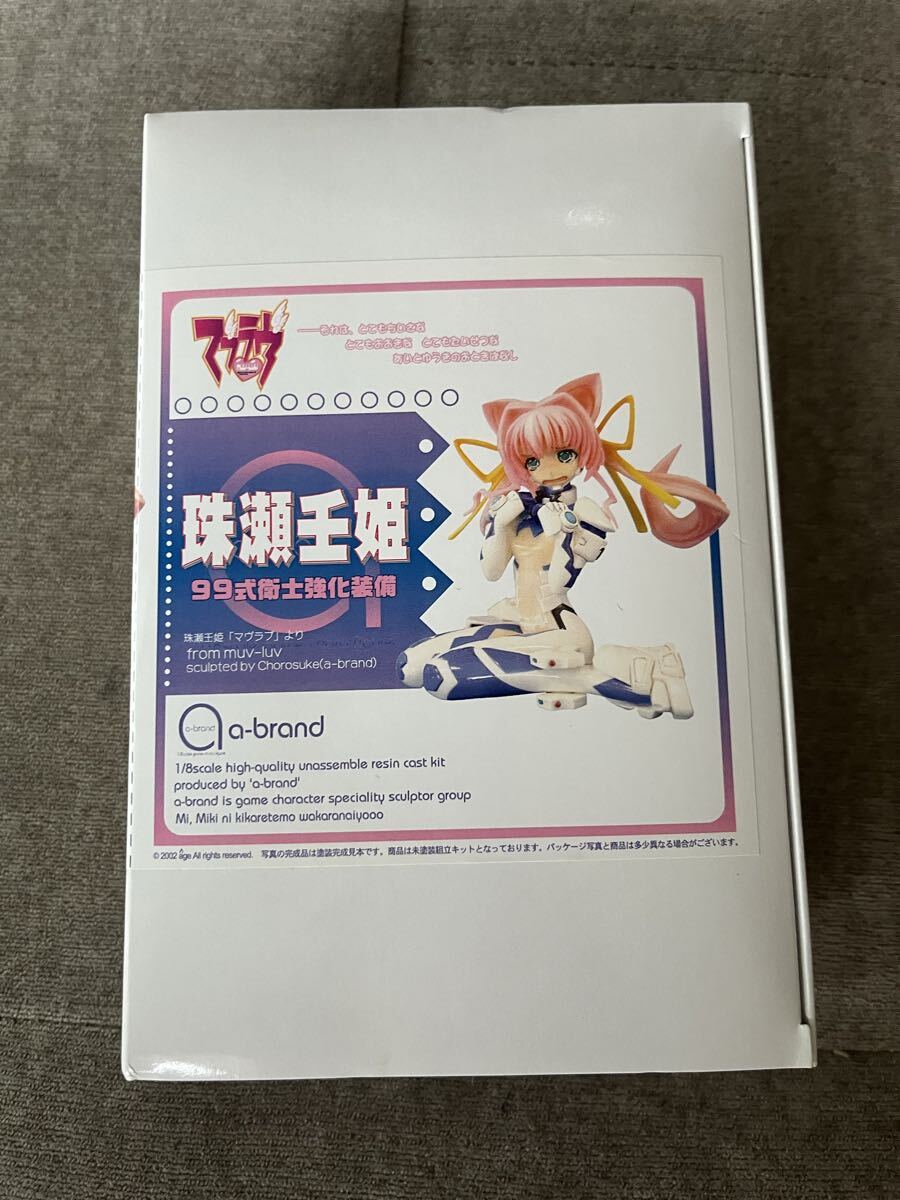 マブラヴ
――それは、とてもちいさな
とてもおおきな　とてもたいせつな
あいとゆうきのおとぎばなし
珠瀬壬姫
99式衛士強化装備
珠瀬壬姫「マヴラブ」より
from muv-luv
sculpted by Chorosuke(a-brand)
a-brand
a-brand
1/8scale high-quality unassemble resin cast kit
produced by 'a-brand'
a-brand is game character speciality sculptor group
Mi, Miki ni kikaretemo wakaranaiyooo
© 2002 âge All rights reserved.　写真の完成品は塗装完成見本です。商品は未塗装組立キットとなっております。パッケージ写真と商品は多少異なる場合がございます。